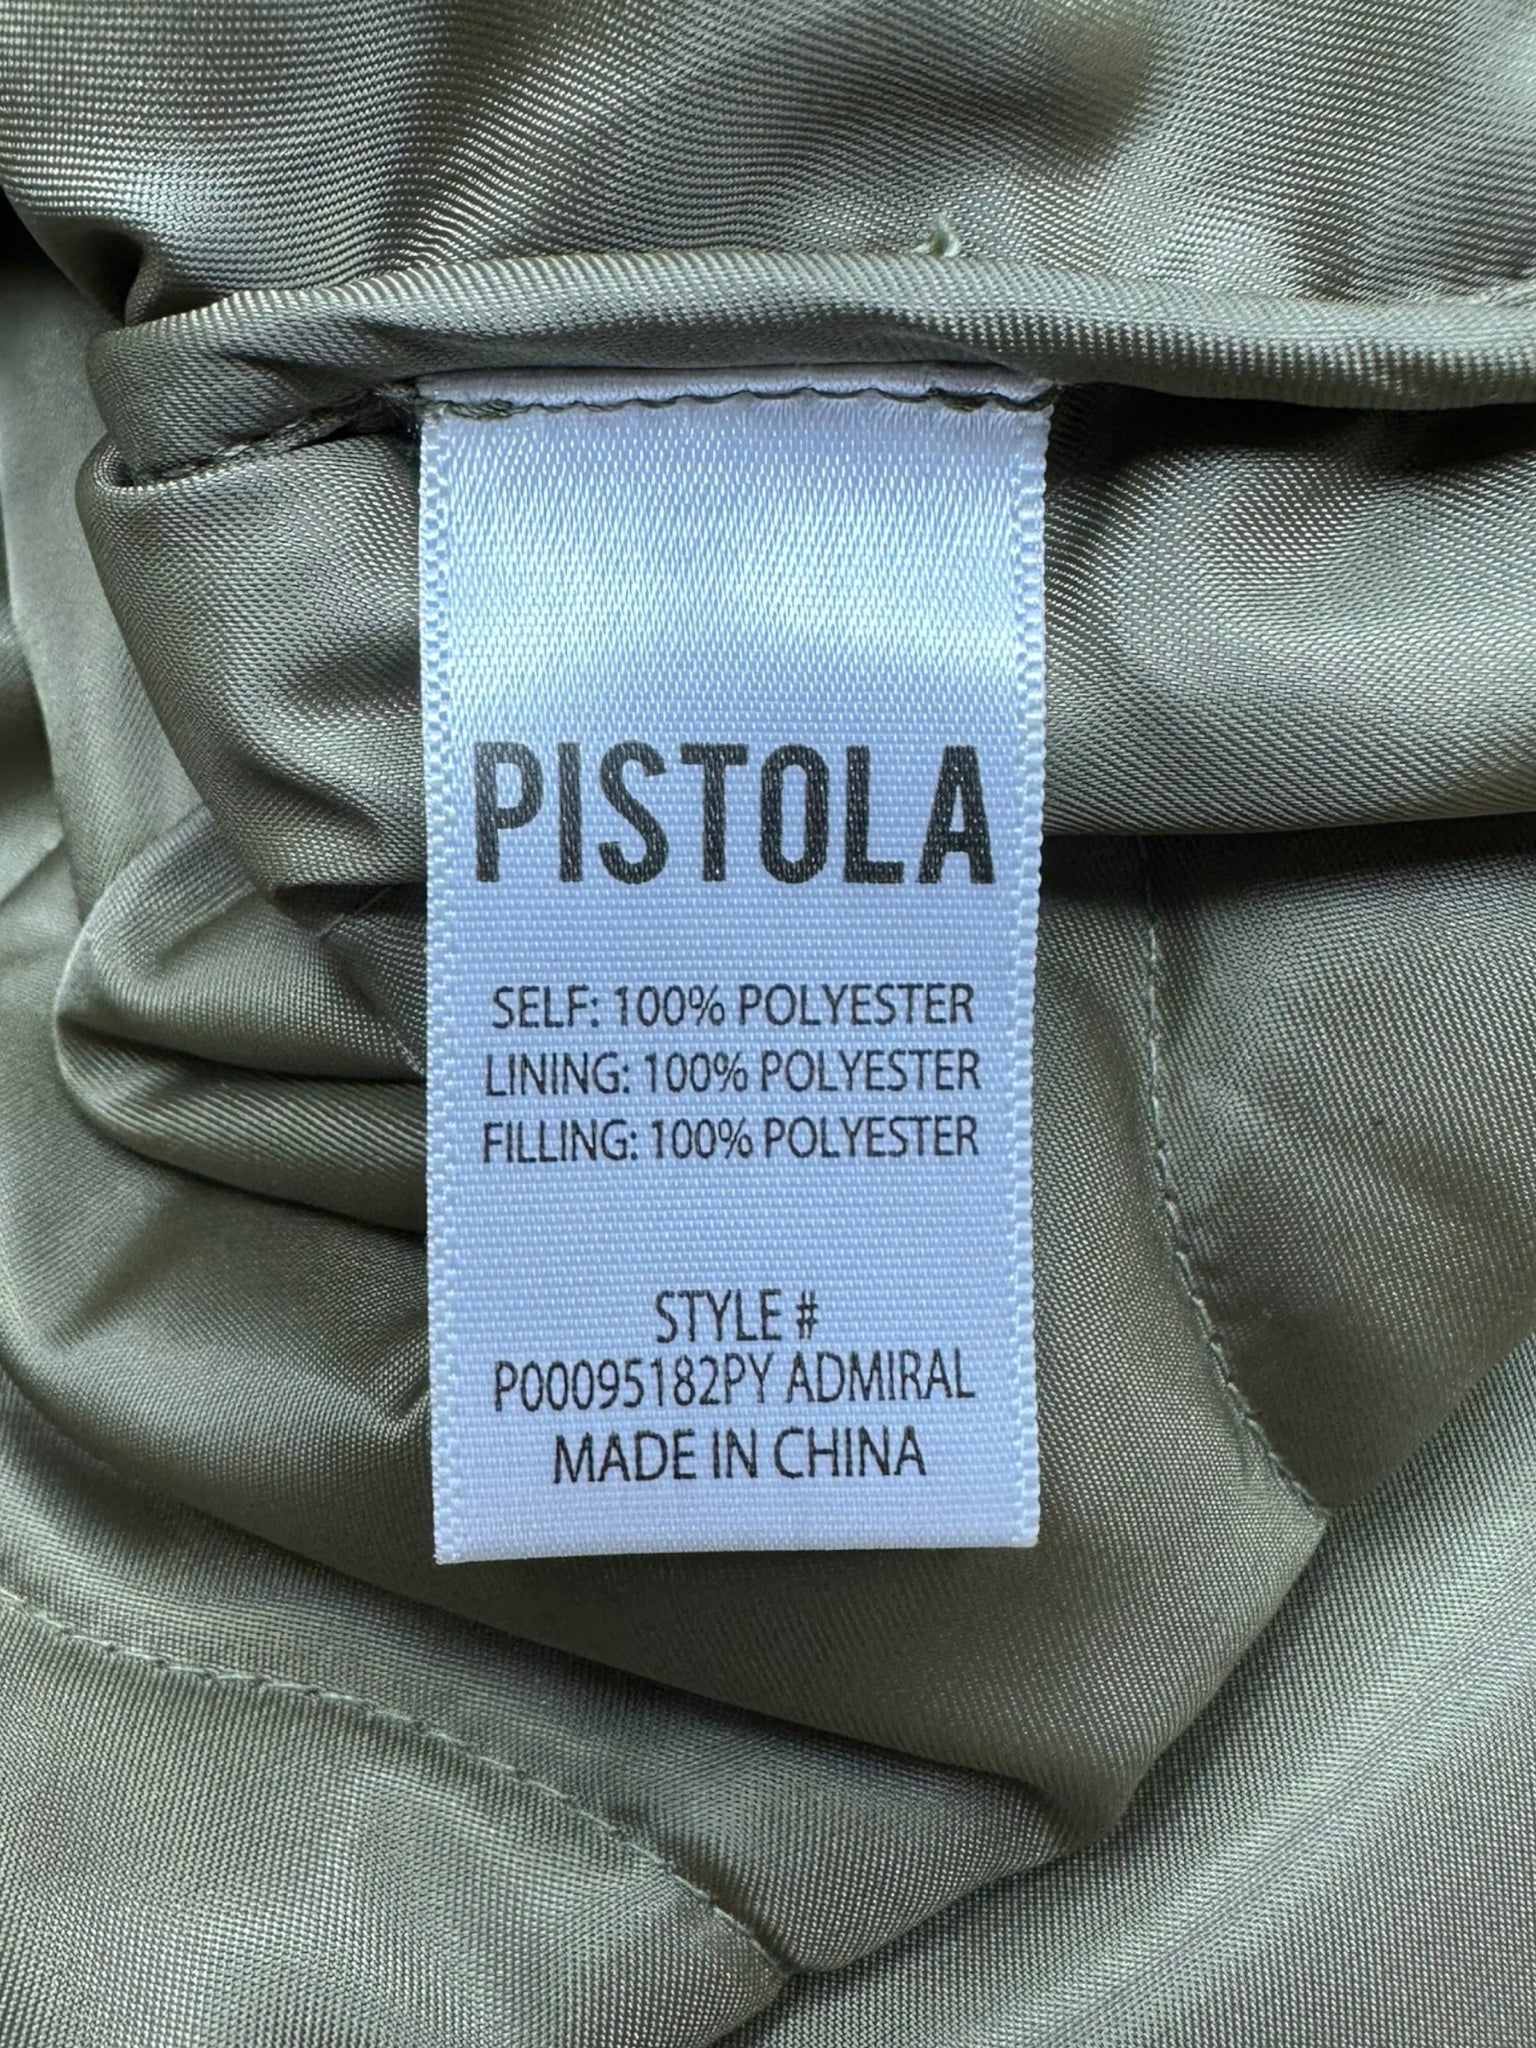 PISTOLA
SELF: 100% POLYESTER
LINING: 100% POLYESTER
FILLING: 100% POLYESTER
STYLE #
P00095182PY ADMIRAL
MADE IN CHINA